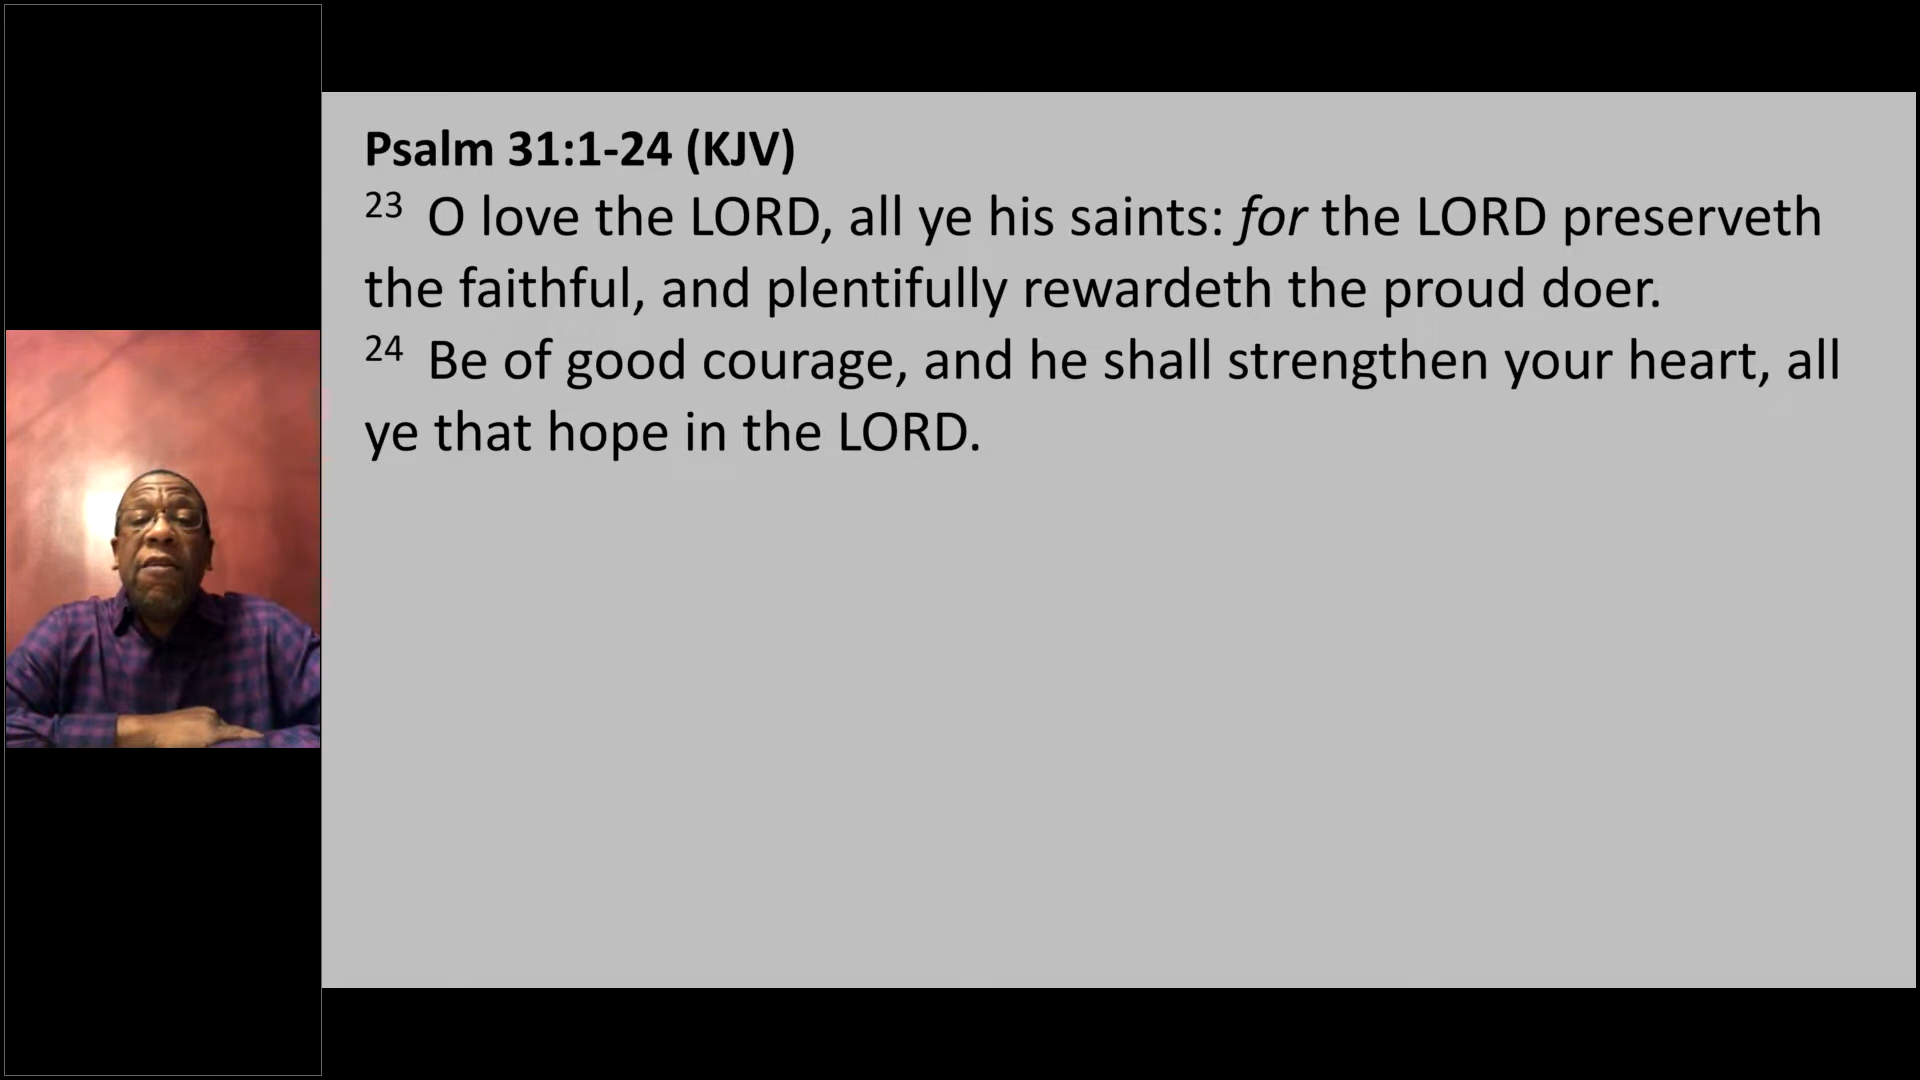 Psalm 31:1-24 (KJV)
23 O love the LORD, all ye his saints: for the LORD preserveth
the faithful, and plentifully rewardeth the proud doer.
24 Be of good courage, and he shall strengthen your heart, all
ye that hope in the LORD.